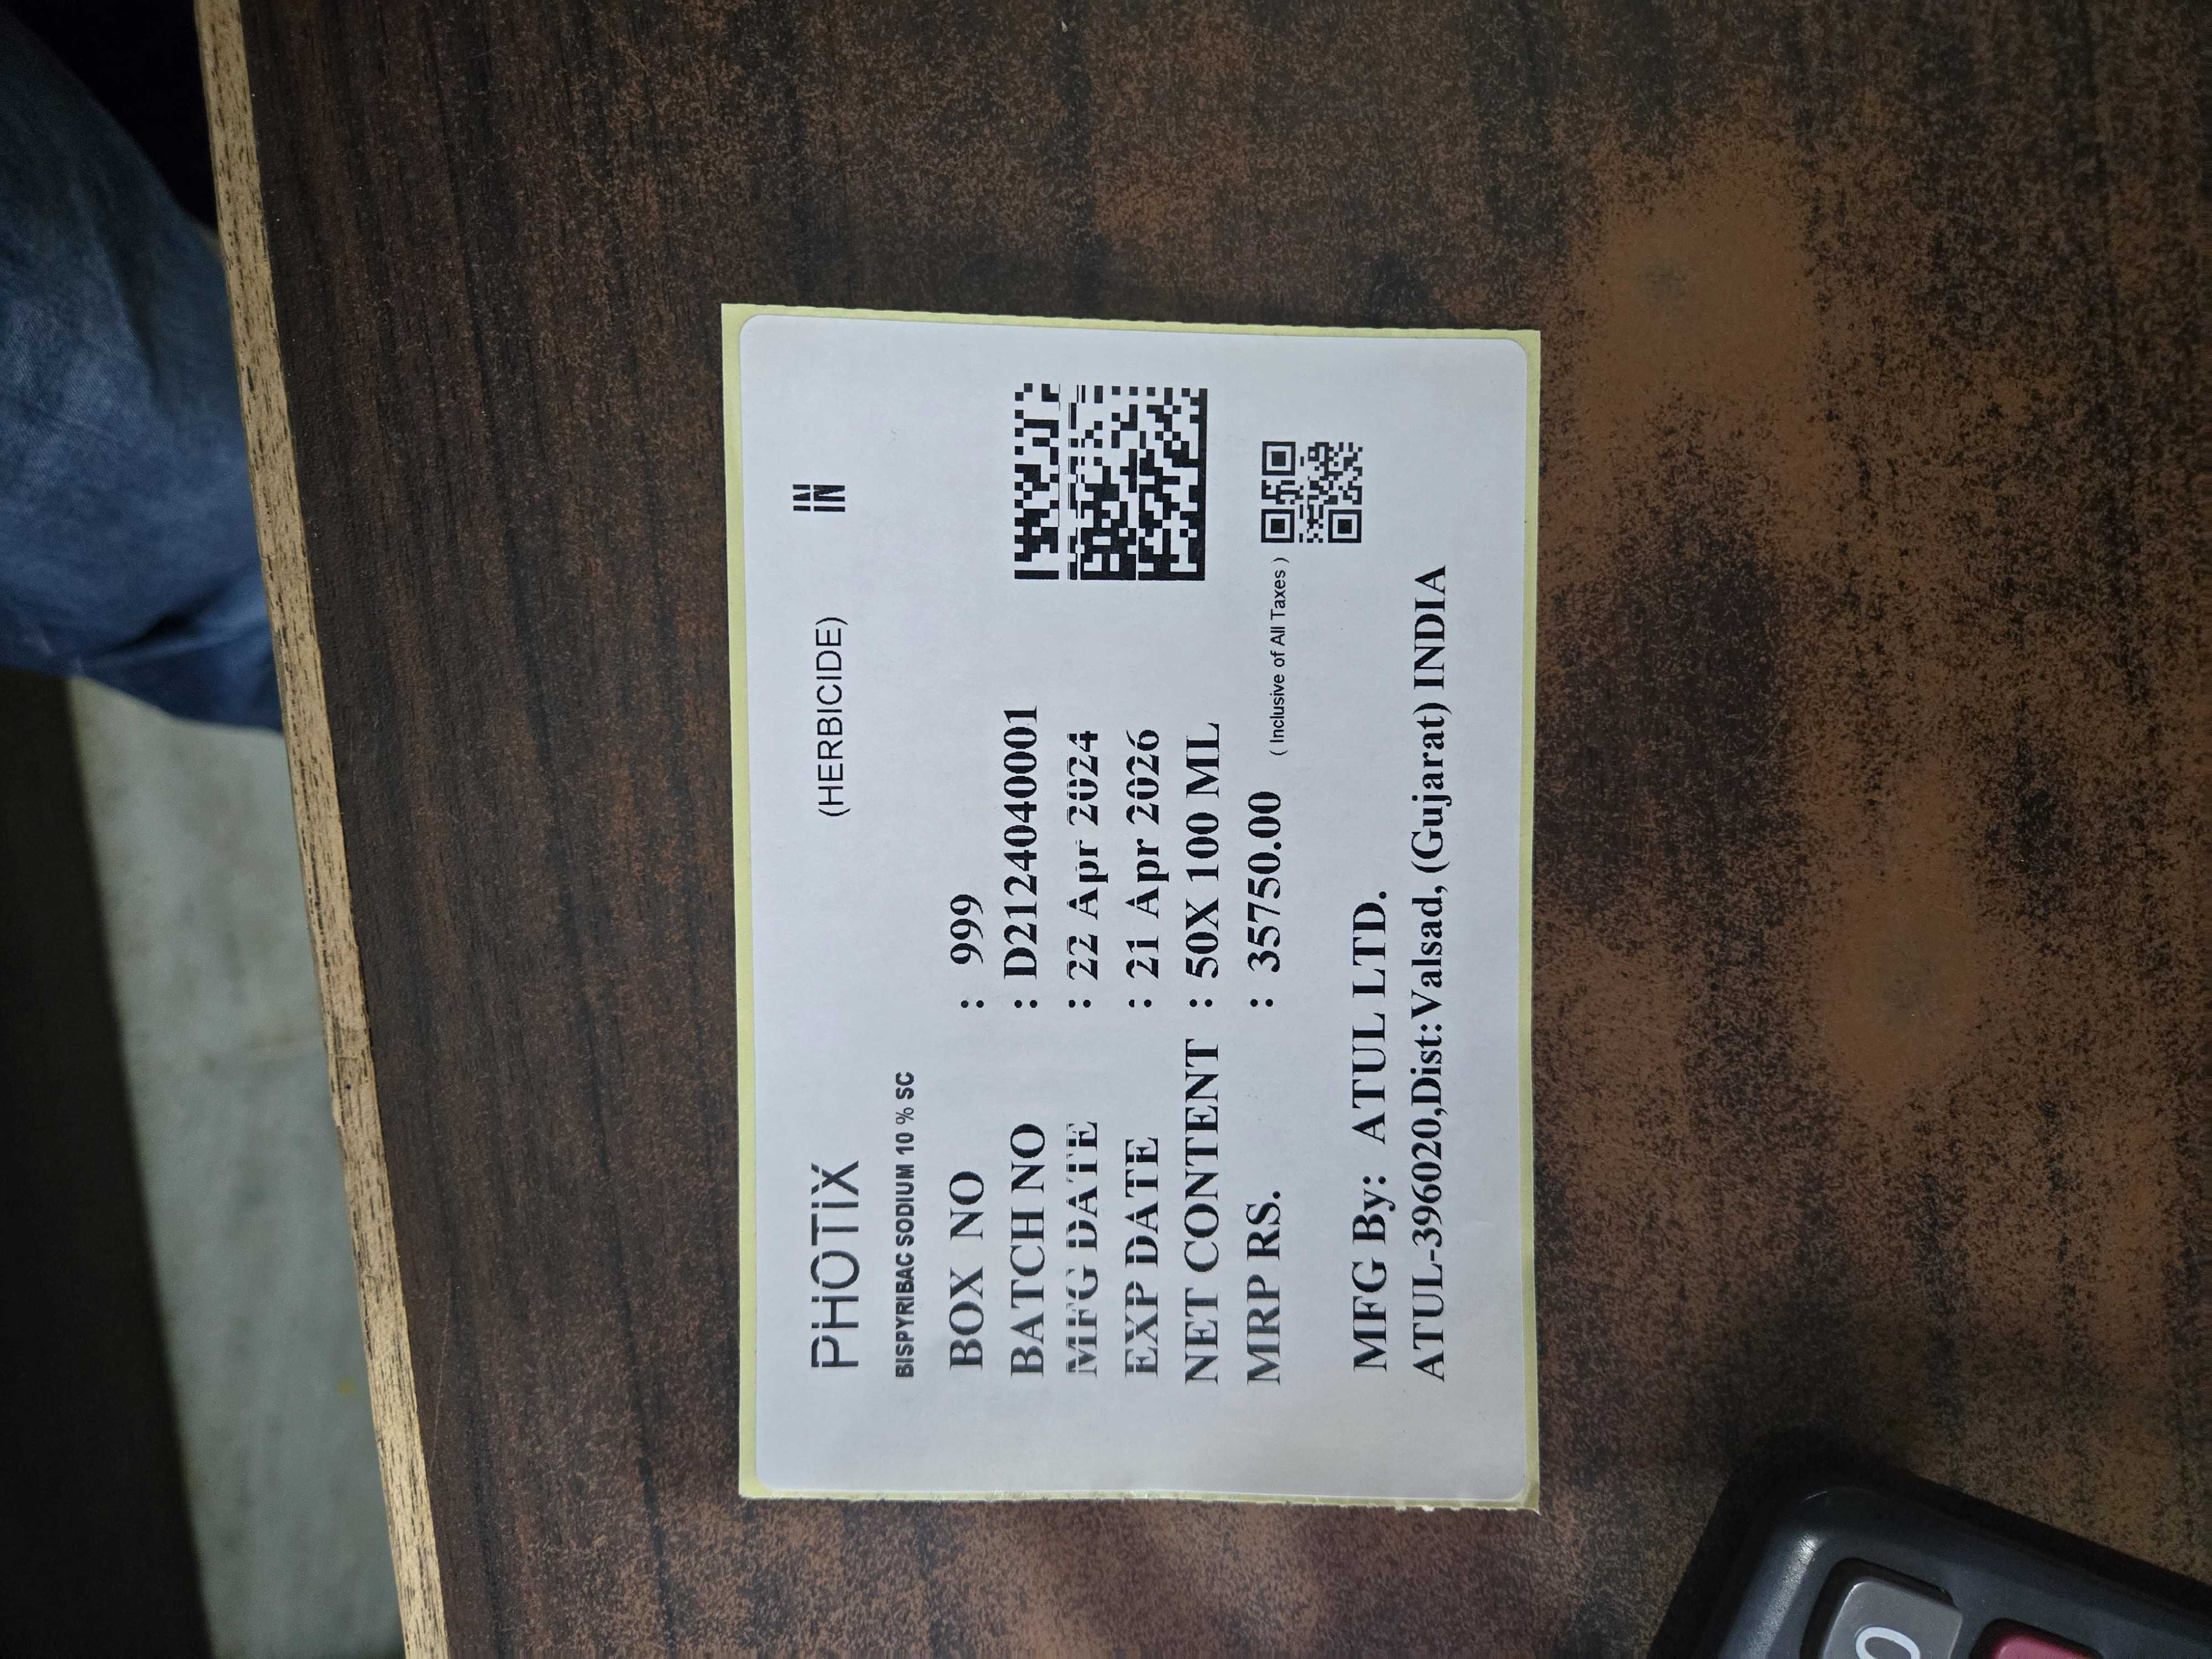 PHOTIX (HERBICIDE) IN
BISPYRIBAC SODIUM 10 % SC
BOX NO : 999
BATCH NO : D2124040001
MFG DATE : 22 Apr 2024
EXP DATE : 21 Apr 2026
NET CONTENT : 50X 100 ML
MRP RS. : 35750.00 ( Inclusive of All Taxes )
MFG By: ATUL LTD.
ATUL-396020,Dist:Valsad, (Gujarat) INDIA
0